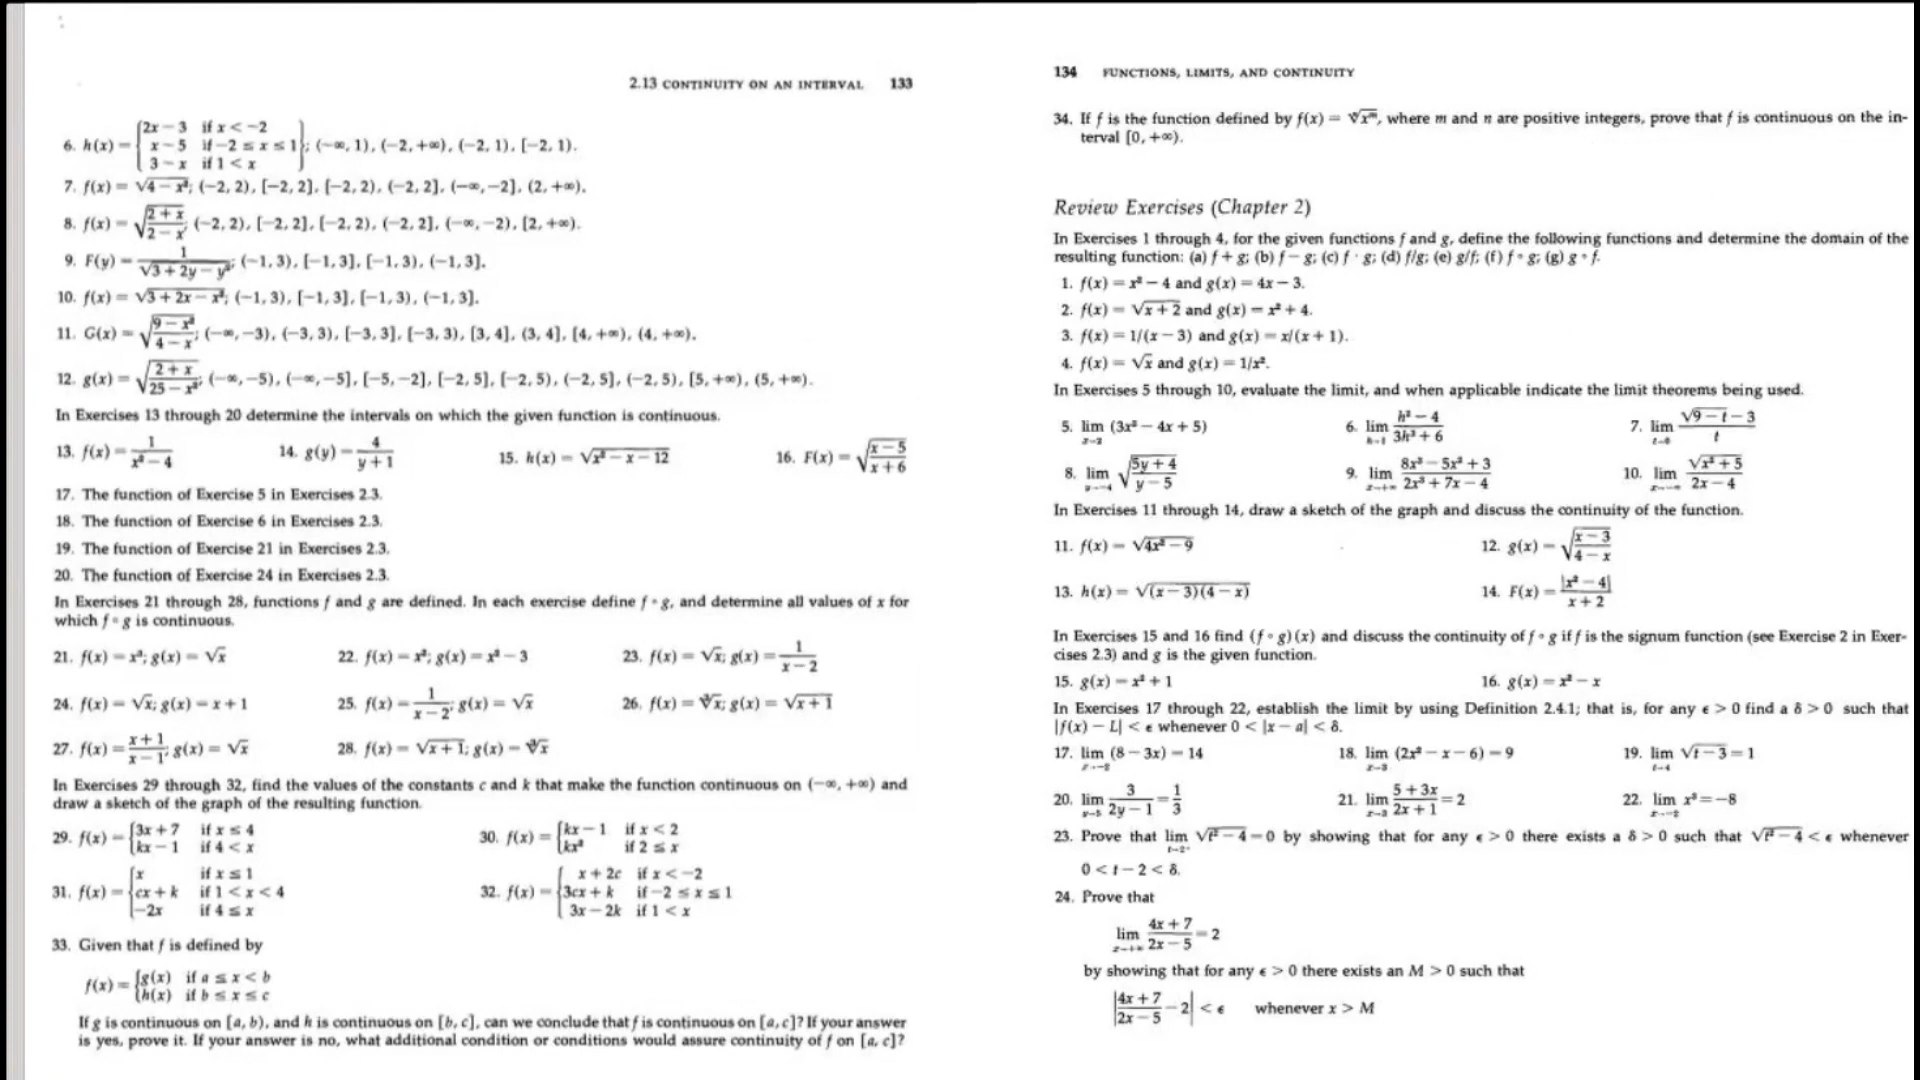 2.13 CONTINUITY ON AN INTERVAL 133
6. h(x) = {2x − 3 if x < −2
x − 5 if −2 ≤ x ≤ 1}; (−∞, 1), (−2, +∞), (−2, 1), [−2, 1).
3 − x if 1 < x
7. f(x) = √4 − x²; (−2, 2), [−2, 2], [−2, 2), (−2, 2], (−∞, −2], (2, +∞).
8. f(x) = √(2 + x)/(2 − x); (−2, 2), [−2, 2], [−2, 2), (−2, 2], (−∞, −2), [2, +∞).
9. F(y) = 1/√3 + 2y − y²; (−1, 3), [−1, 3], [−1, 3), (−1, 3].
10. f(x) = √3 + 2x − x²; (−1, 3), [−1, 3], [−1, 3), (−1, 3].
11. G(x) = √(9 − x²)/(4 − x); (−∞, −3), (−3, 3), [−3, 3], [−3, 3), [3, 4], (3, 4], [4, +∞), (4, +∞).
12. g(x) = √(2 + x)/(25 − x²); (−∞, −5), (−∞, −5], [−5, −2], [−2, 5], [−2, 5), (−2, 5], (−2, 5), [5, +∞), (5, +∞).
In Exercises 13 through 20 determine the intervals on which the given function is continuous.
13. f(x) = 1/(x² − 4) 14. g(y) = 4/(y + 1) 15. h(x) = √x² − x − 12 16. F(x) = √(x − 5)/(x + 6)
17. The function of Exercise 5 in Exercises 2.3.
18. The function of Exercise 6 in Exercises 2.3.
19. The function of Exercise 21 in Exercises 2.3.
20. The function of Exercise 24 in Exercises 2.3.
In Exercises 21 through 28, functions f and g are defined. In each exercise define f ∘ g, and determine all values of x for
which f ∘ g is continuous.
21. f(x) = x³; g(x) = √x 22. f(x) = x²; g(x) = x² − 3 23. f(x) = √x; g(x) = 1/(x − 2)
24. f(x) = √x; g(x) = x + 1 25. f(x) = 1/(x − 2); g(x) = √x 26. f(x) = ∛x; g(x) = √x + 1
27. f(x) = (x + 1)/(x − 1); g(x) = √x 28. f(x) = √x + 1; g(x) = ∛x
In Exercises 29 through 32, find the values of the constants c and k that make the function continuous on (−∞, +∞) and
draw a sketch of the graph of the resulting function.
29. f(x) = {3x + 7 if x ≤ 4 30. f(x) = {kx − 1 if x < 2
kx − 1 if 4 < x kx² if 2 ≤ x
x if x ≤ 1 x + 2c if x < −2
31. f(x) = {cx + k if 1 < x < 4 32. f(x) = {3cx + k if −2 ≤ x ≤ 1
−2x if 4 ≤ x 3x − 2k if 1 < x
33. Given that f is defined by
f(x) = {g(x) if a ≤ x < b
h(x) if b ≤ x ≤ c
If g is continuous on [a, b), and h is continuous on [b, c], can we conclude that f is continuous on [a, c]? If your answer
is yes, prove it. If your answer is no, what additional condition or conditions would assure continuity of f on [a, c]?
134 FUNCTIONS, LIMITS, AND CONTINUITY
34. If f is the function defined by f(x) = ⁿ√xᵐ, where m and n are positive integers, prove that f is continuous on the in-
terval [0, +∞).
Review Exercises (Chapter 2)
In Exercises 1 through 4, for the given functions f and g, define the following functions and determine the domain of the
resulting function: (a) f + g; (b) f − g; (c) f · g; (d) f/g; (e) g/f; (f) f ∘ g; (g) g ∘ f.
1. f(x) = x² − 4 and g(x) = 4x − 3.
2. f(x) = √x + 2 and g(x) = x² + 4.
3. f(x) = 1/(x − 3) and g(x) = x/(x + 1).
4. f(x) = √x and g(x) = 1/x².
In Exercises 5 through 10, evaluate the limit, and when applicable indicate the limit theorems being used.
5. lim x→2 (3x² − 4x + 5) 6. lim h→1 (h² − 4)/(3h³ + 6) 7. lim t→0 (√9 − t − 3)/t
8. lim y→−4 √(5y + 4)/(y − 5) 9. lim x→+∞ (8x³ − 5x² + 3)/(2x³ + 7x − 4) 10. lim x→−∞ √x² + 5/(2x − 4)
In Exercises 11 through 14, draw a sketch of the graph and discuss the continuity of the function.
11. f(x) = √4x² − 9 12. g(x) = √(x − 3)/(4 − x)
13. h(x) = √(x − 3)(4 − x) 14. F(x) = |x² − 4|/(x + 2)
In Exercises 15 and 16 find (f ∘ g)(x) and discuss the continuity of f ∘ g if f is the signum function (see Exercise 2 in Exer-
cises 2.3) and g is the given function.
15. g(x) = x² + 1 16. g(x) = x² − x
In Exercises 17 through 22, establish the limit by using Definition 2.4.1; that is, for any ϵ > 0 find a δ > 0 such that
|f(x) − L| < ϵ whenever 0 < |x − a| < δ.
17. lim x→−2 (8 − 3x) = 14 18. lim x→3 (2x² − x − 6) = 9 19. lim t→4 √t − 3 = 1
20. lim y→5 3/(2y − 1) = 1/3 21. lim x→3 (5 + 3x)/(2x + 1) = 2 22. lim x→−2 x³ = −8
23. Prove that lim t→2⁺ √t² − 4 = 0 by showing that for any ϵ > 0 there exists a δ > 0 such that √t² − 4 < ϵ whenever
0 < t − 2 < δ.
24. Prove that
lim x→+∞ (4x + 7)/(2x − 5) = 2
by showing that for any ϵ > 0 there exists an M > 0 such that
|(4x + 7)/(2x − 5) − 2| < ϵ whenever x > M